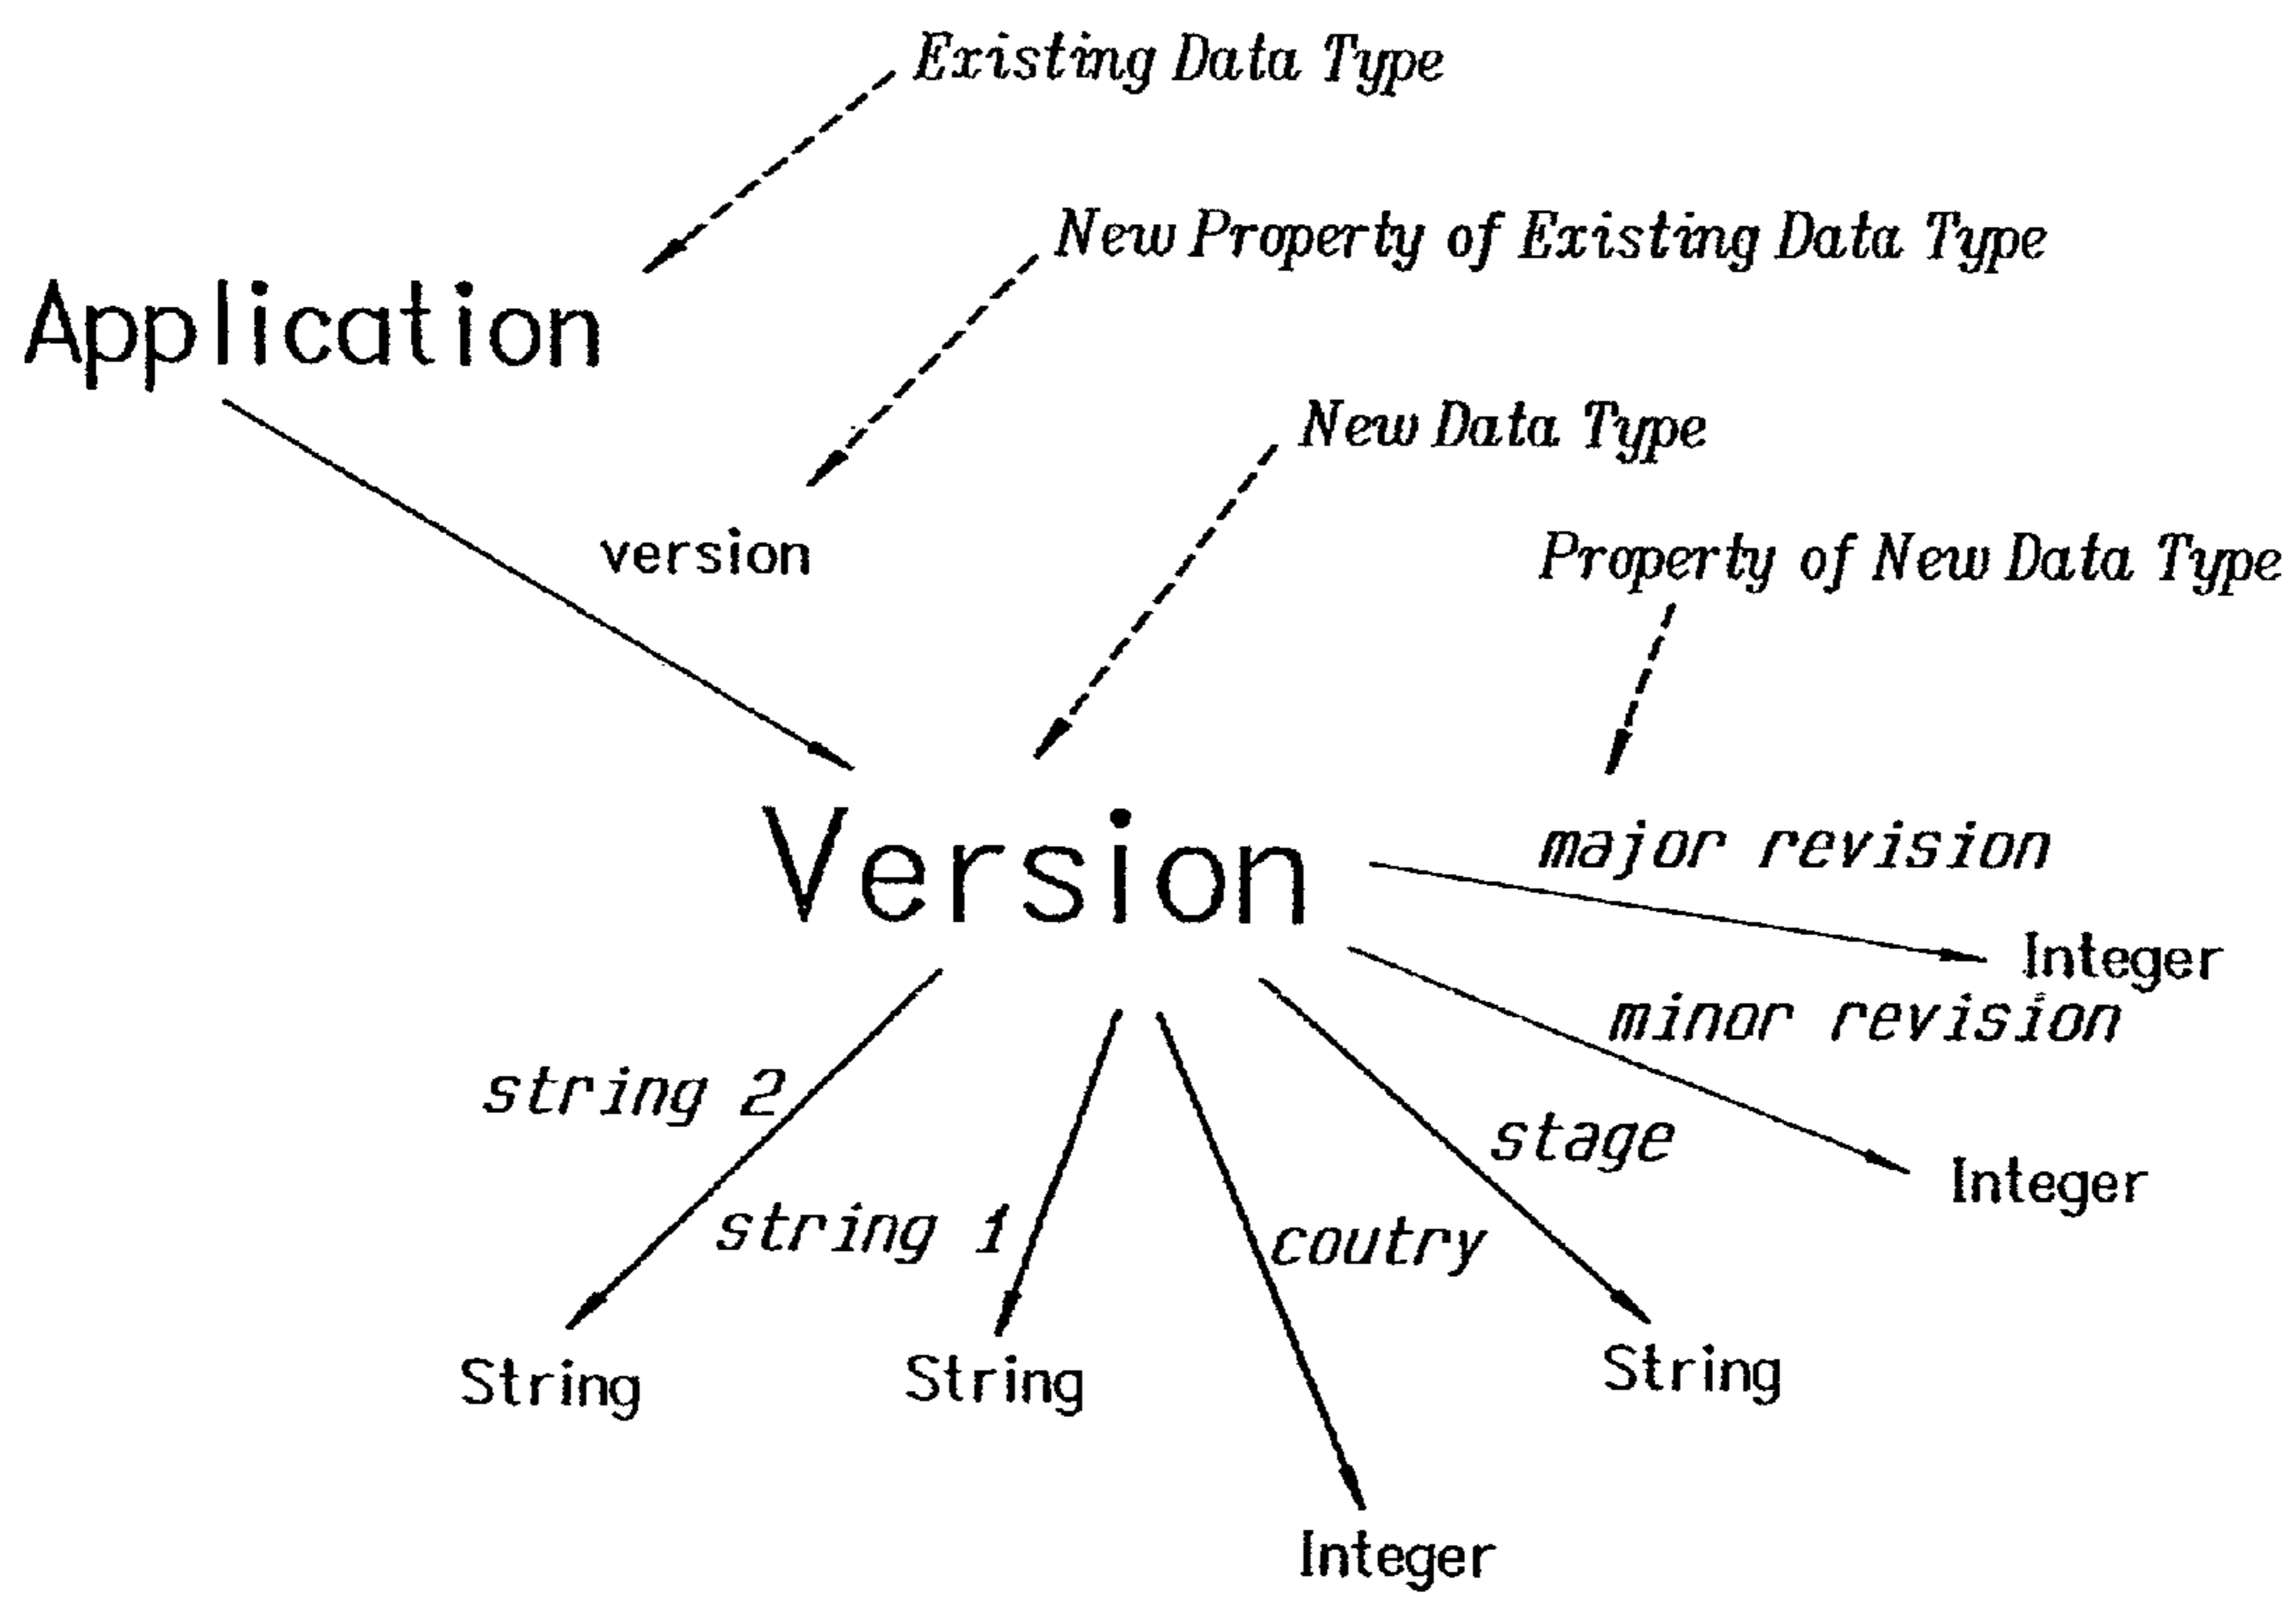 Existing Data Type
New Property of Existing Data Type
Application
New Data Type
version
Property of New Data Type
Version
major revision
Integer
minor revision
string 2
stage
Integer
string 1
coutry
String
String
String
Integer